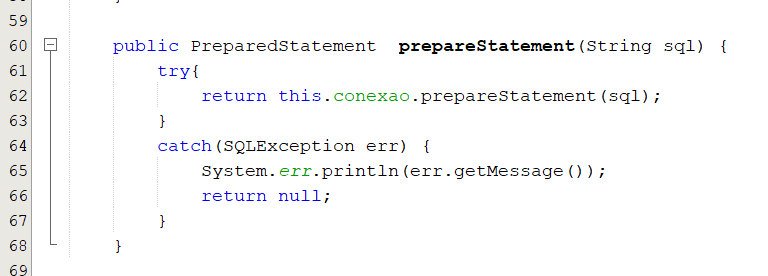 59
60 public PreparedStatement  prepareStatement(String sql) {
61 try{
62 return this.conexao.prepareStatement(sql);
63 }
64 catch(SQLException err) {
65 System.err.println(err.getMessage());
66 return null;
67 }
68 }
69